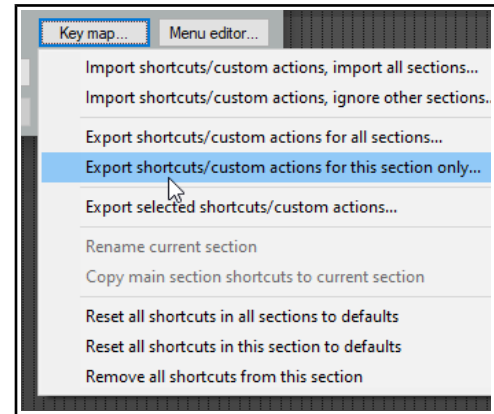 Key map...
Menu editor...
Import shortcuts/custom actions, import all sections...
Import shortcuts/custom actions, ignore other sections..
Export shortcuts/custom actions for all sections...
Export shortcuts/custom actions for this section only...
Export selected shortcuts/custom actions...
Rename current section
Copy main section shortcuts to current section
Reset all shortcuts in all sections to defaults
Reset all shortcuts in this section to defaults
Remove all shortcuts from this section